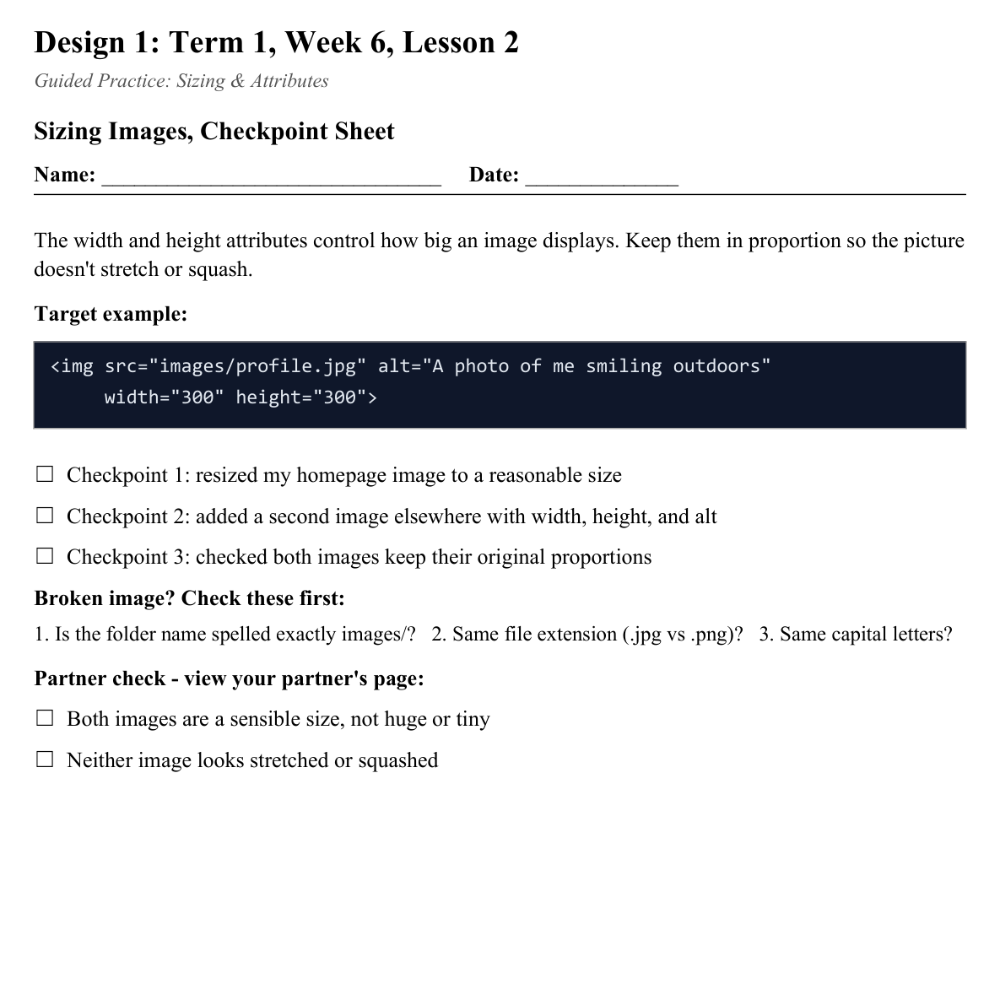 Design 1: Term 1, Week 6, Lesson 2
Guided Practice: Sizing & Attributes
Sizing Images, Checkpoint Sheet
Name: _______________________________ Date: ______________
The width and height attributes control how big an image displays. Keep them in proportion so the picture
doesn't stretch or squash.
Target example:
<img src="images/profile.jpg" alt="A photo of me smiling outdoors"
width="300" height="300">
☐ Checkpoint 1: resized my homepage image to a reasonable size
☐ Checkpoint 2: added a second image elsewhere with width, height, and alt
☐ Checkpoint 3: checked both images keep their original proportions
Broken image? Check these first:
1. Is the folder name spelled exactly images/? 2. Same file extension (.jpg vs .png)? 3. Same capital letters?
Partner check - view your partner's page:
☐ Both images are a sensible size, not huge or tiny
☐ Neither image looks stretched or squashed